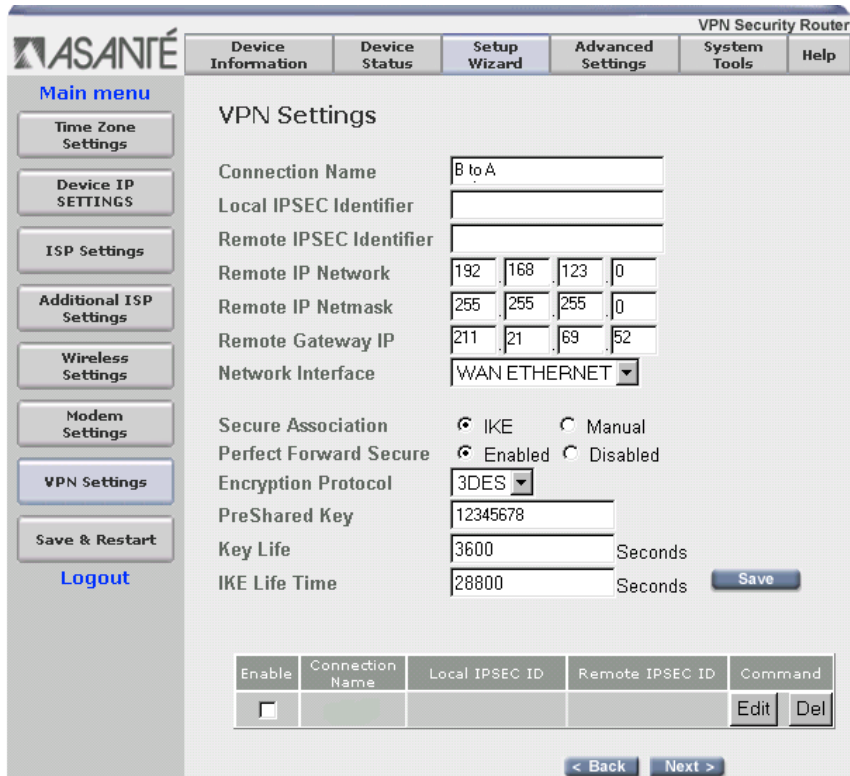 VPN Security Router
ASANTÉ
Device Information
Device Status
Setup Wizard
Advanced Settings
System Tools
Help
Main menu
Time Zone Settings
Device IP SETTINGS
ISP Settings
Additional ISP Settings
Wireless Settings
Modem Settings
VPN Settings
Save & Restart
Logout
VPN Settings
Connection Name B to A
Local IPSEC Identifier
Remote IPSEC Identifier
Remote IP Network 192 . 168 . 123 . 0
Remote IP Netmask 255 . 255 . 255 . 0
Remote Gateway IP 211 . 21 . 69 . 52
Network Interface WAN ETHERNET
Secure Association IKE Manual
Perfect Forward Secure Enabled Disabled
Encryption Protocol 3DES
PreShared Key 12345678
Key Life 3600 Seconds
IKE Life Time 28800 Seconds Save
Enable Connection Name Local IPSEC ID Remote IPSEC ID Command
Edit Del
< Back Next >